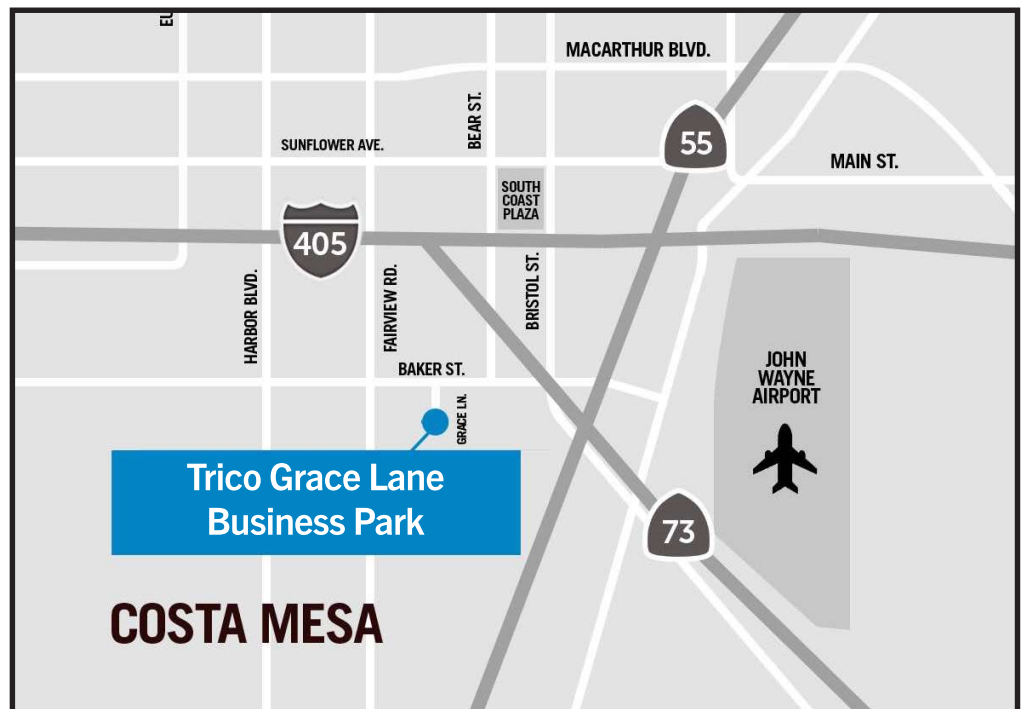 EU
MACARTHUR BLVD.
BEAR ST.
SUNFLOWER AVE.
55
MAIN ST.
SOUTH
COAST
PLAZA
405
HARBOR BLVD.
FAIRVIEW RD.
BRISTOL ST.
BAKER ST.
GRACE LN.
JOHN
WAYNE
AIRPORT
Trico Grace Lane
Business Park
73
COSTA MESA